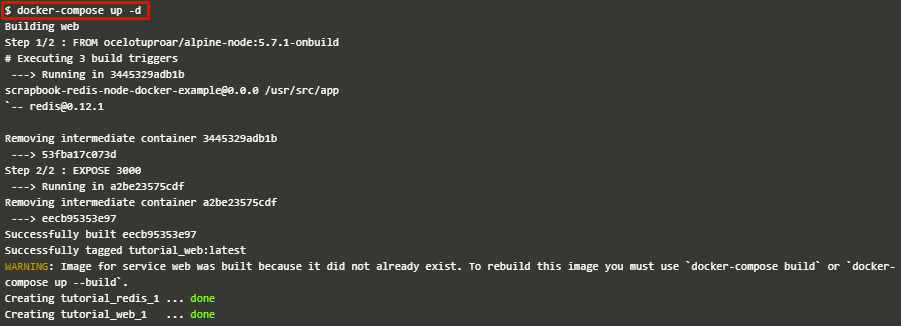 $ docker-compose up -d
Building web
Step 1/2 : FROM ocelotuproar/alpine-node:5.7.1-onbuild
# Executing 3 build triggers
 ---> Running in 3445329adb1b
scrapbook-redis-node-docker-example@0.0.0 /usr/src/app
`-- redis@0.12.1

Removing intermediate container 3445329adb1b
 ---> 53fba17c073d
Step 2/2 : EXPOSE 3000
 ---> Running in a2be23575cdf
Removing intermediate container a2be23575cdf
 ---> eecb95353e97
Successfully built eecb95353e97
Successfully tagged tutorial_web:latest
WARNING: Image for service web was built because it did not already exist. To rebuild this image you must use `docker-compose build` or `docker-
compose up --build`.
Creating tutorial_redis_1 ... done
Creating tutorial_web_1   ... done